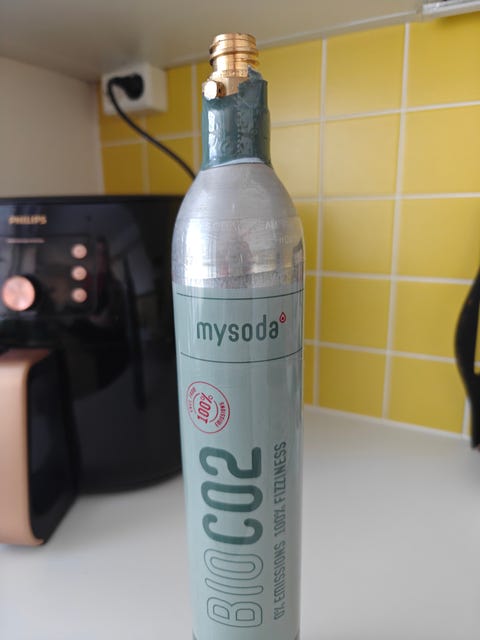 PHILIPS
mysoda
100%
BIO CO2
0% EMISSIONS 100% FIZZINESS